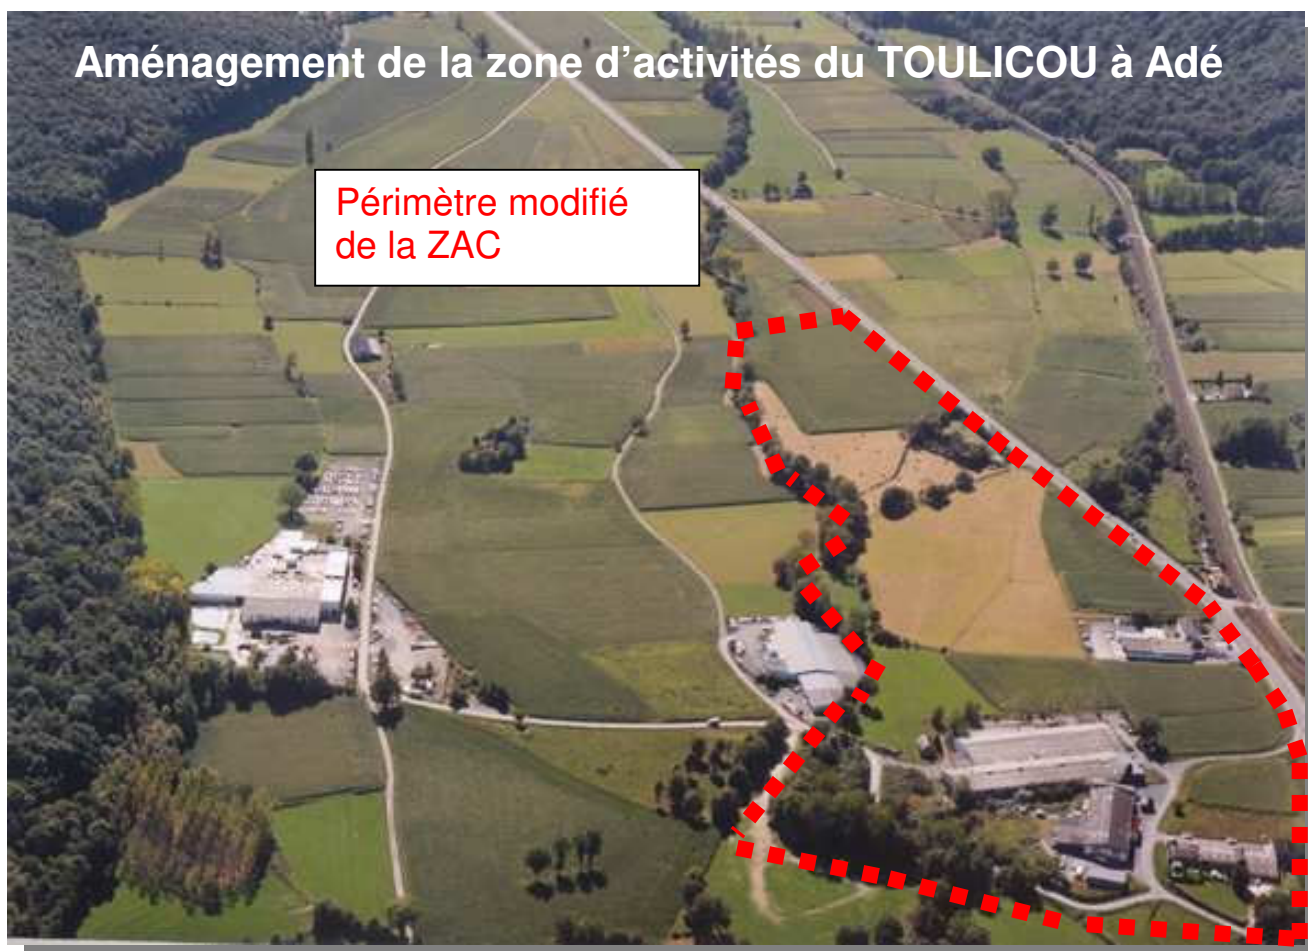 Aménagement de la zone d’activités du TOULICOU à Adé
Périmètre modifié
de la ZAC